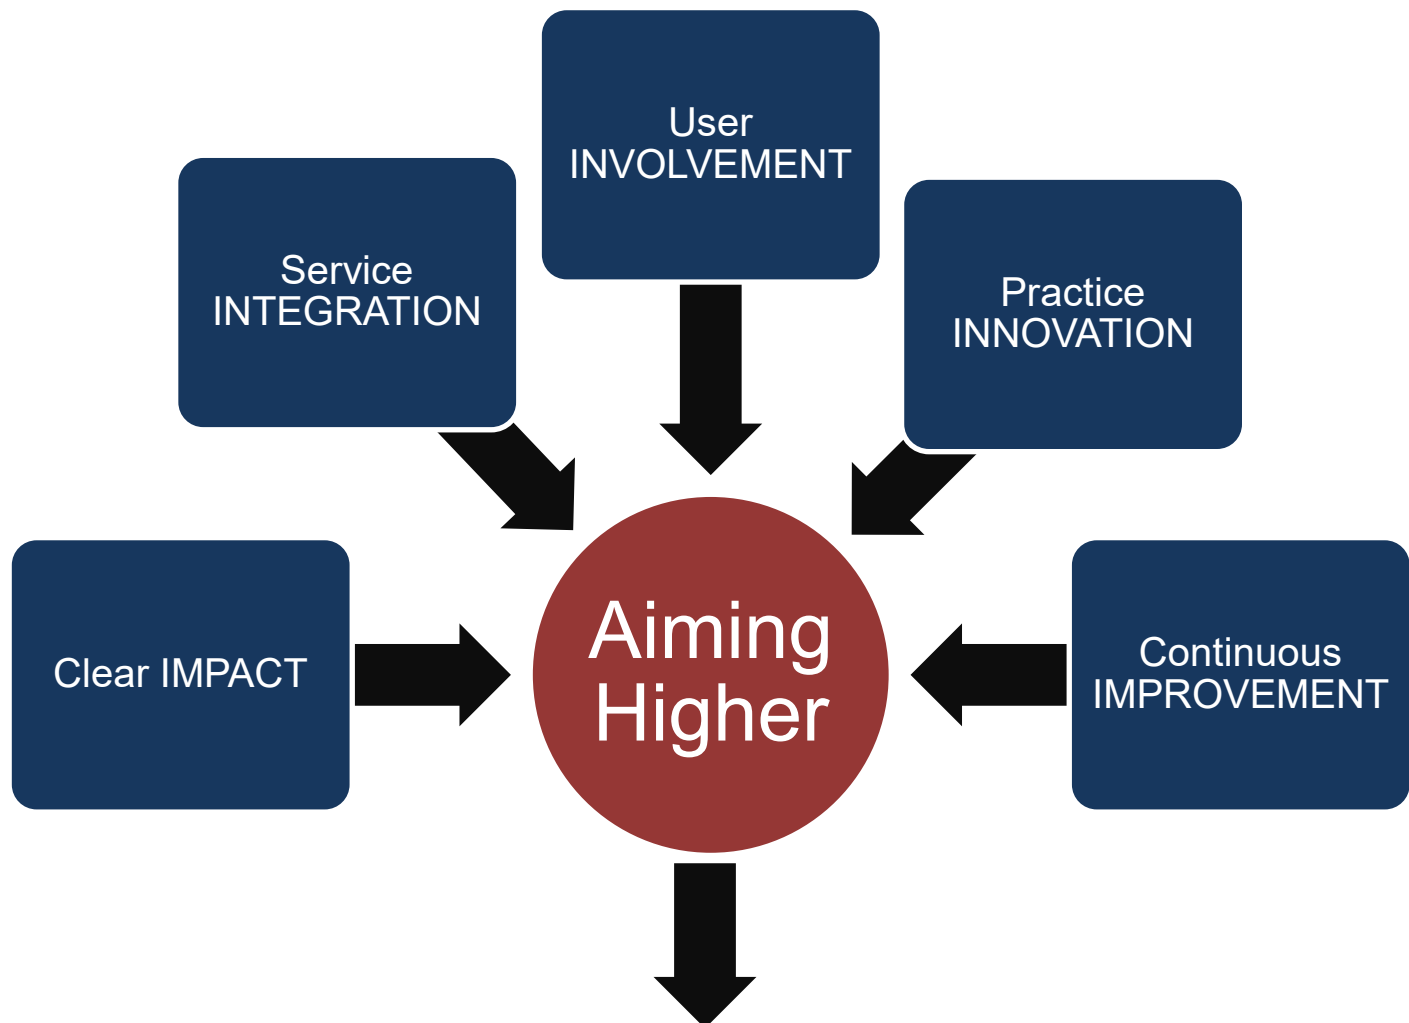 User
INVOLVEMENT
Service
INTEGRATION
Practice
INNOVATION
Clear IMPACT
Aiming
Higher
Continuous
IMPROVEMENT